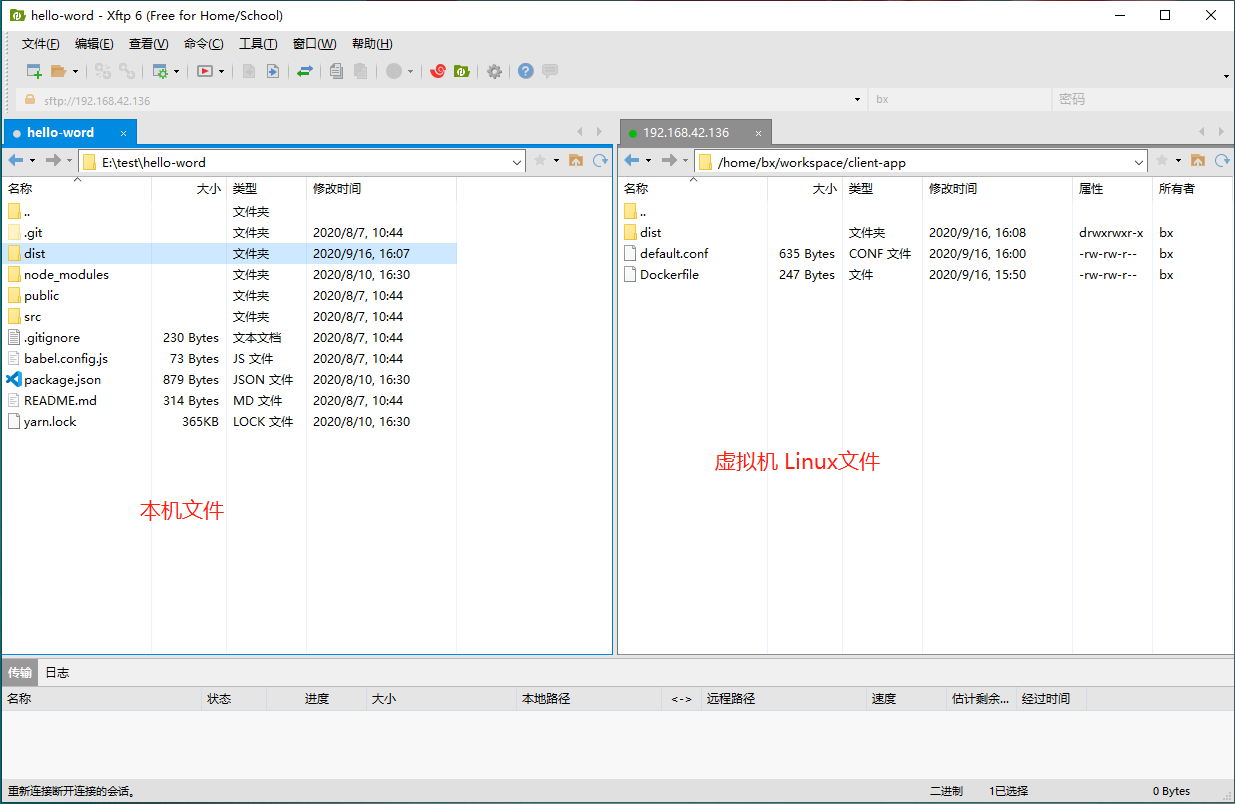 hello-word - Xftp 6 (Free for Home/School)
文件(F) 编辑(E) 查看(V) 命令(C) 工具(T) 窗口(W) 帮助(H)
sftp://192.168.42.136 bx 密码
hello-word × 192.168.42.136 ×
E:\test\hello-word /home/bx/workspace/client-app
名称 大小 类型 修改时间
..  文件夹
.git 文件夹 2020/8/7, 10:44
dist 文件夹 2020/9/16, 16:07
node_modules 文件夹 2020/8/10, 16:30
public 文件夹 2020/8/7, 10:44
src 文件夹 2020/8/7, 10:44
.gitignore 230 Bytes 文本文档 2020/8/7, 10:44
babel.config.js 73 Bytes JS 文件 2020/8/7, 10:44
package.json 879 Bytes JSON 文件 2020/8/10, 16:30
README.md 314 Bytes MD 文件 2020/8/7, 10:44
yarn.lock 365KB LOCK 文件 2020/8/10, 16:30
本机文件
名称 大小 类型 修改时间 属性 所有者
..
dist 文件夹 2020/9/16, 16:08 drwxrwxr-x bx
default.conf 635 Bytes CONF 文件 2020/9/16, 16:00 -rw-rw-r-- bx
Dockerfile 247 Bytes 文件 2020/9/16, 15:50 -rw-rw-r-- bx
虚拟机 Linux文件
传输 日志
名称 状态 进度 大小 本地路径 <-> 远程路径 速度 估计剩余... 经过时间
重新连接断开连接的会话。 二进制 1已选择 0 Bytes